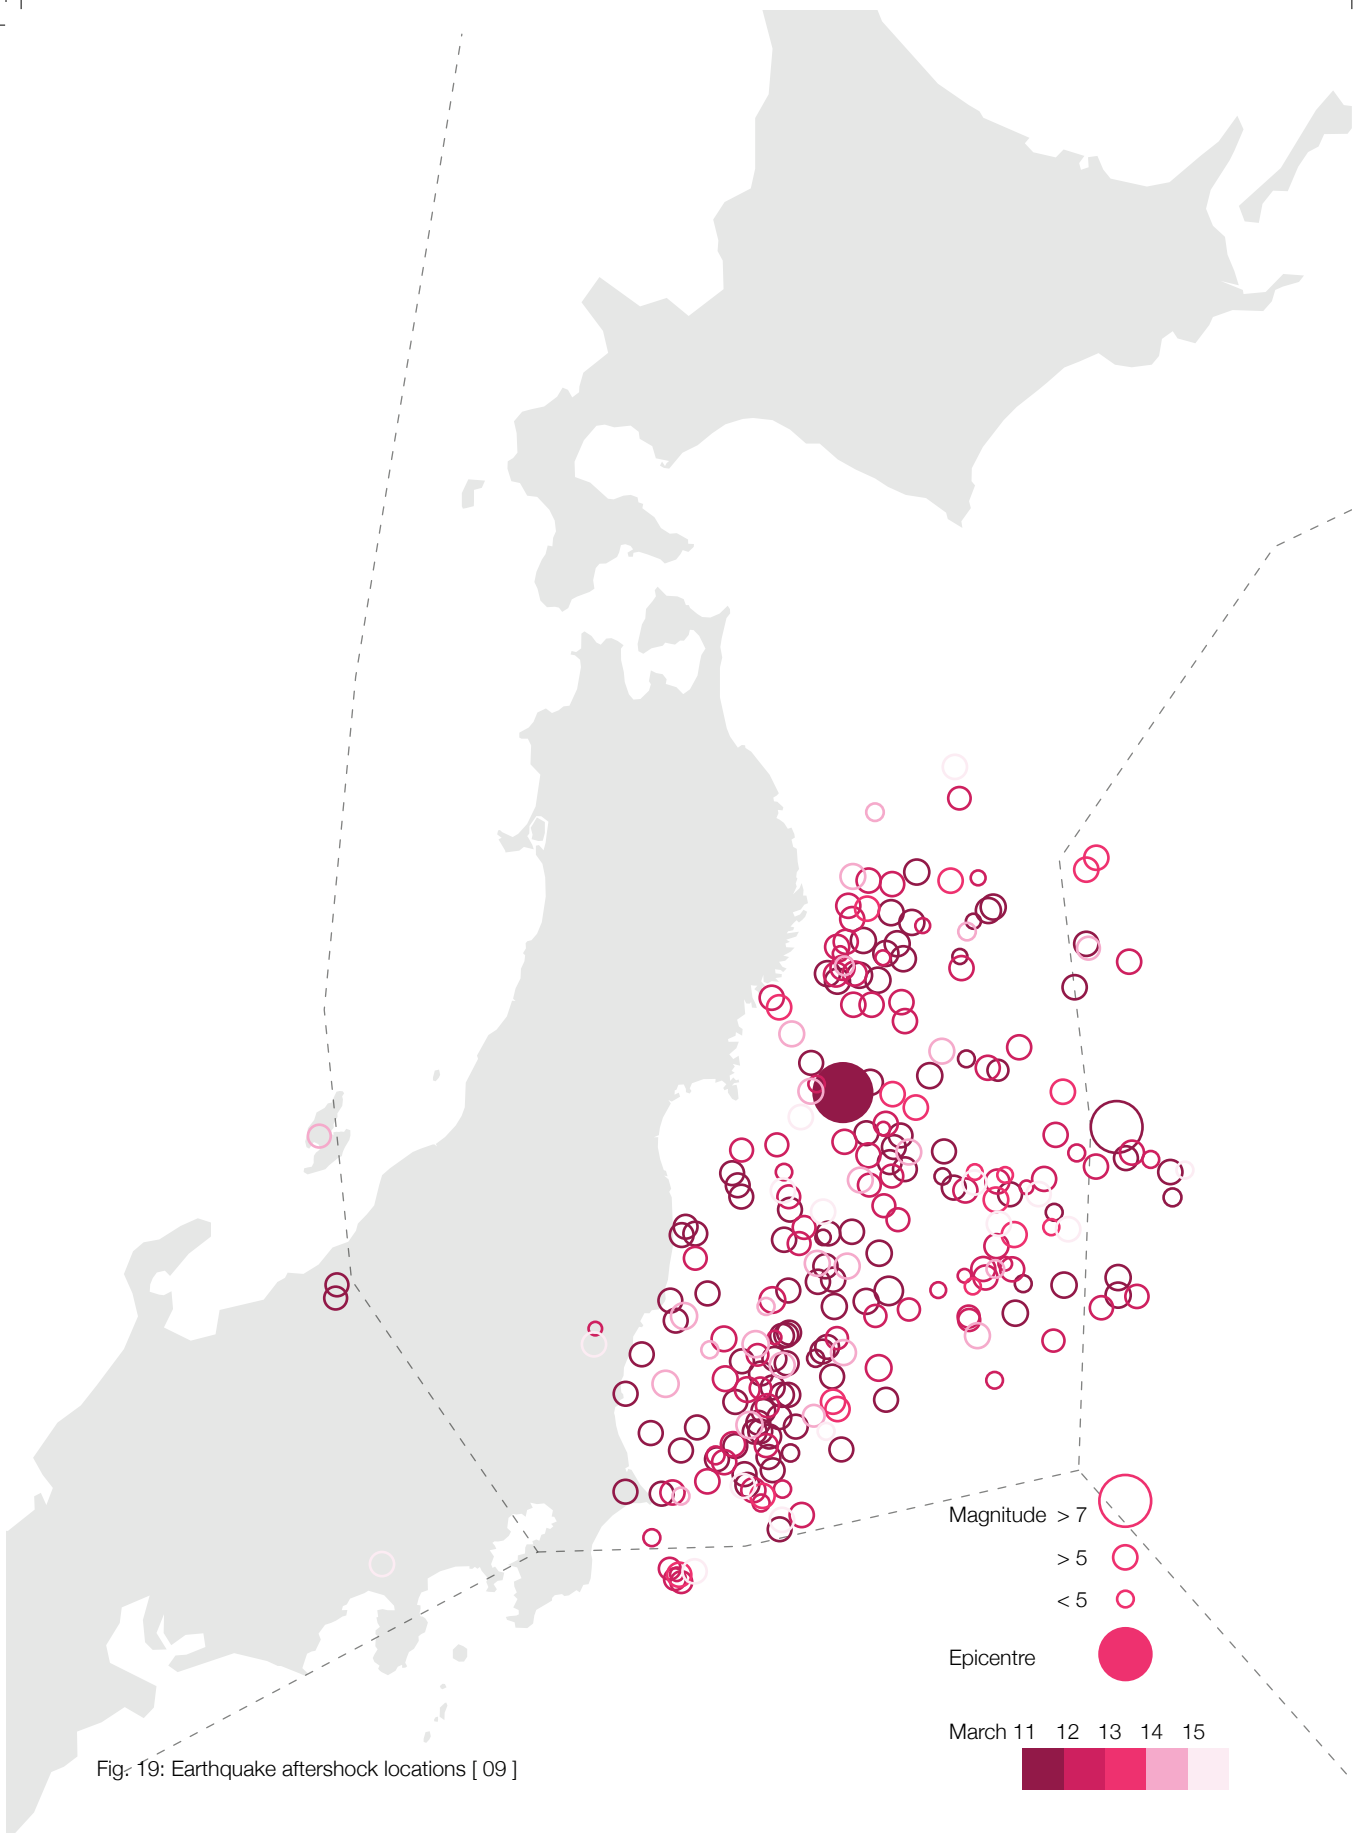 Magnitude > 7
> 5
< 5
Epicentre
March 11 12 13 14 15
Fig. 19: Earthquake aftershock locations [ 09 ]